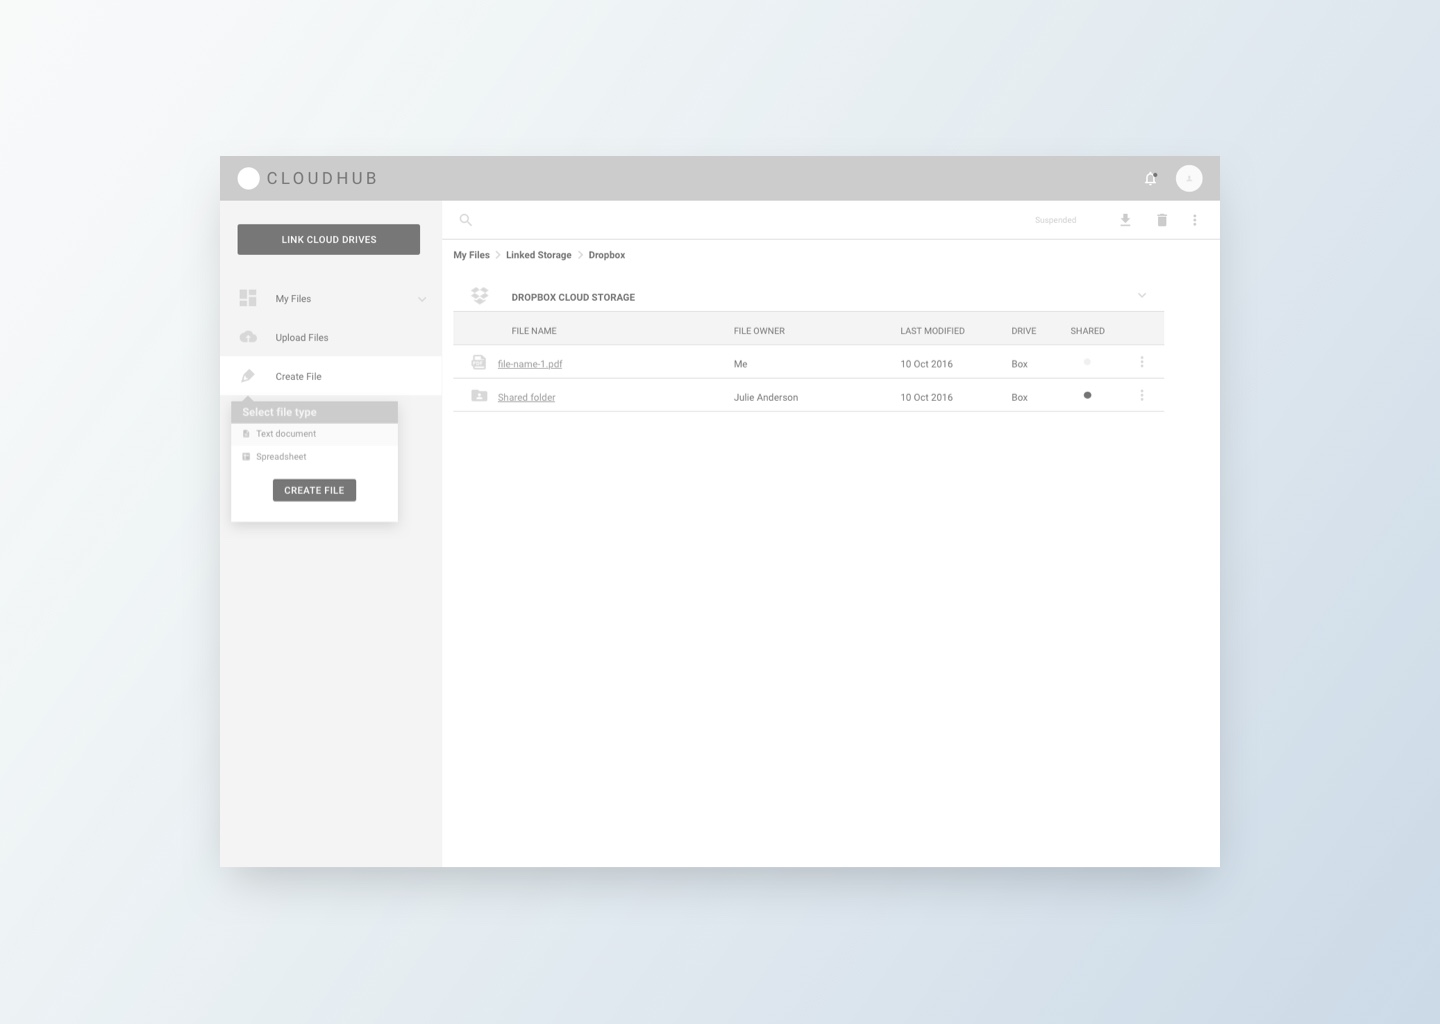 CLOUDHUB
LINK CLOUD DRIVES
My Files
Upload Files
Create File
Select file type
Text document
Spreadsheet
CREATE FILE
Suspended
My Files Linked Storage Dropbox
DROPBOX CLOUD STORAGE
FILE NAME FILE OWNER LAST MODIFIED DRIVE SHARED
file-name-1.pdf Me 10 Oct 2016 Box
Shared folder Julie Anderson 10 Oct 2016 Box